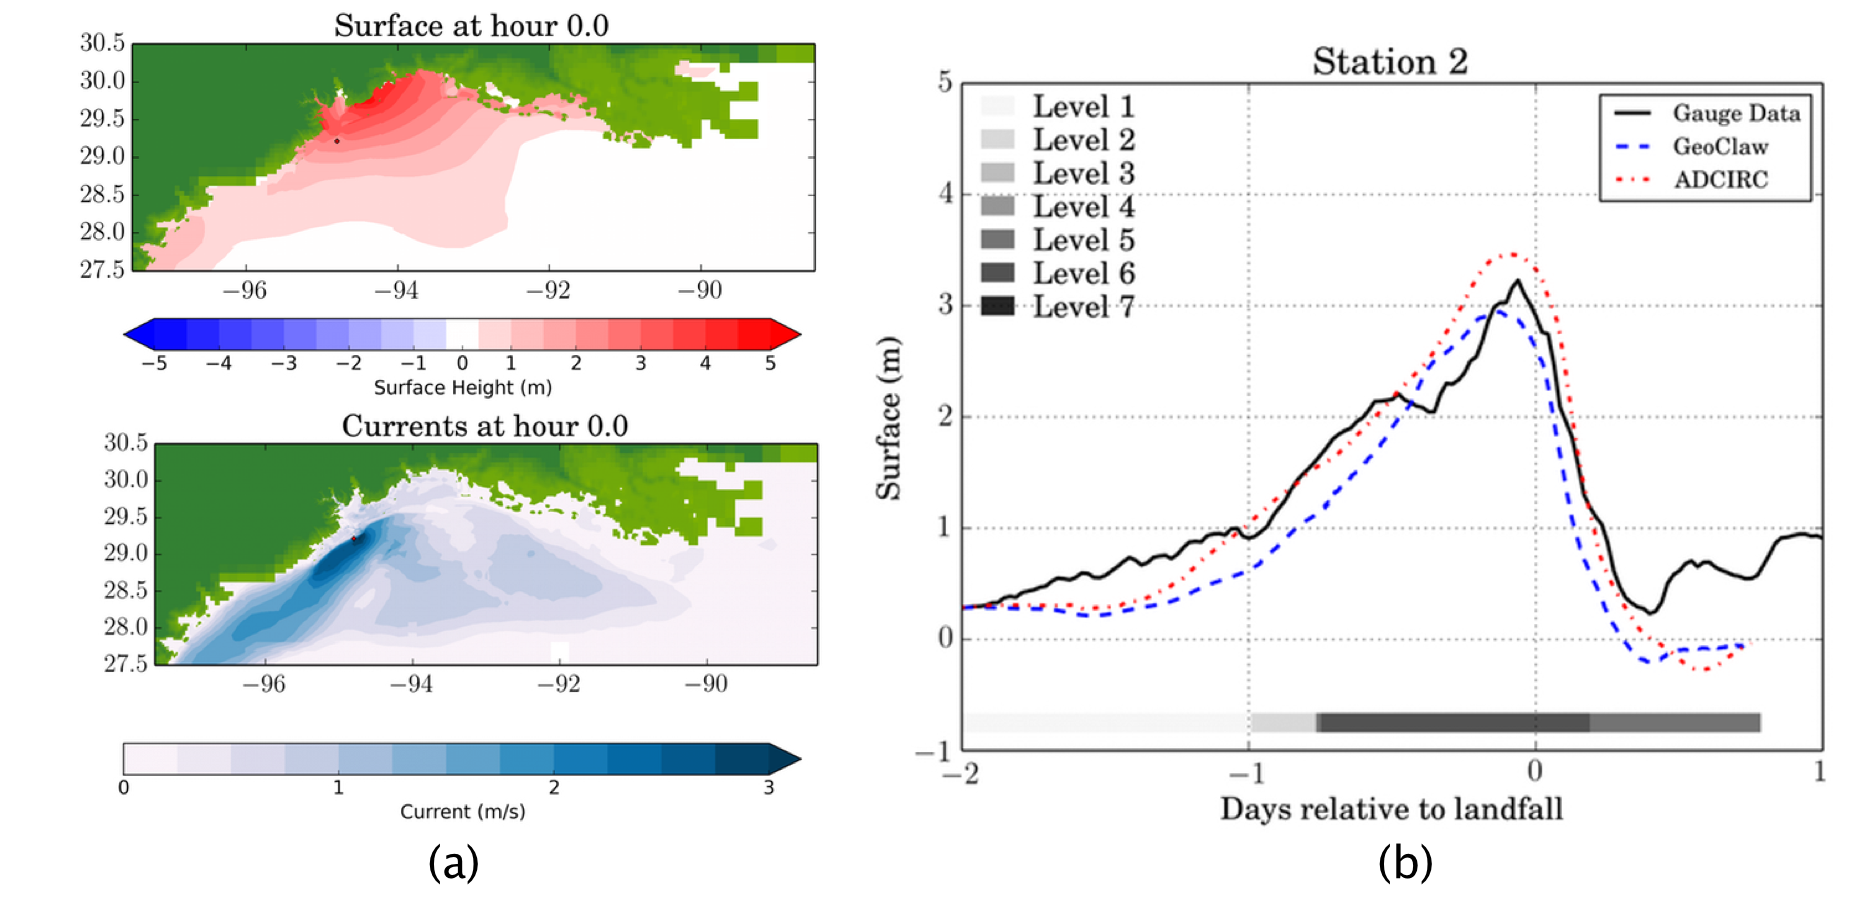 Surface at hour 0.0
30.5
30.0
29.5
29.0
28.5
28.0
27.5
−96 −94 −92 −90
−5 −4 −3 −2 −1 0 1 2 3 4 5
Surface Height (m)
Currents at hour 0.0
30.5
30.0
29.5
29.0
28.5
28.0
27.5
−96 −94 −92 −90
0 1 2 3
Current (m/s)
(a)
Station 2
5
4
3
2
1
0
−1
Surface (m)
Level 1
Level 2
Level 3
Level 4
Level 5
Level 6
Level 7
Gauge Data
GeoClaw
ADCIRC
−2 −1 0 1
Days relative to landfall
(b)